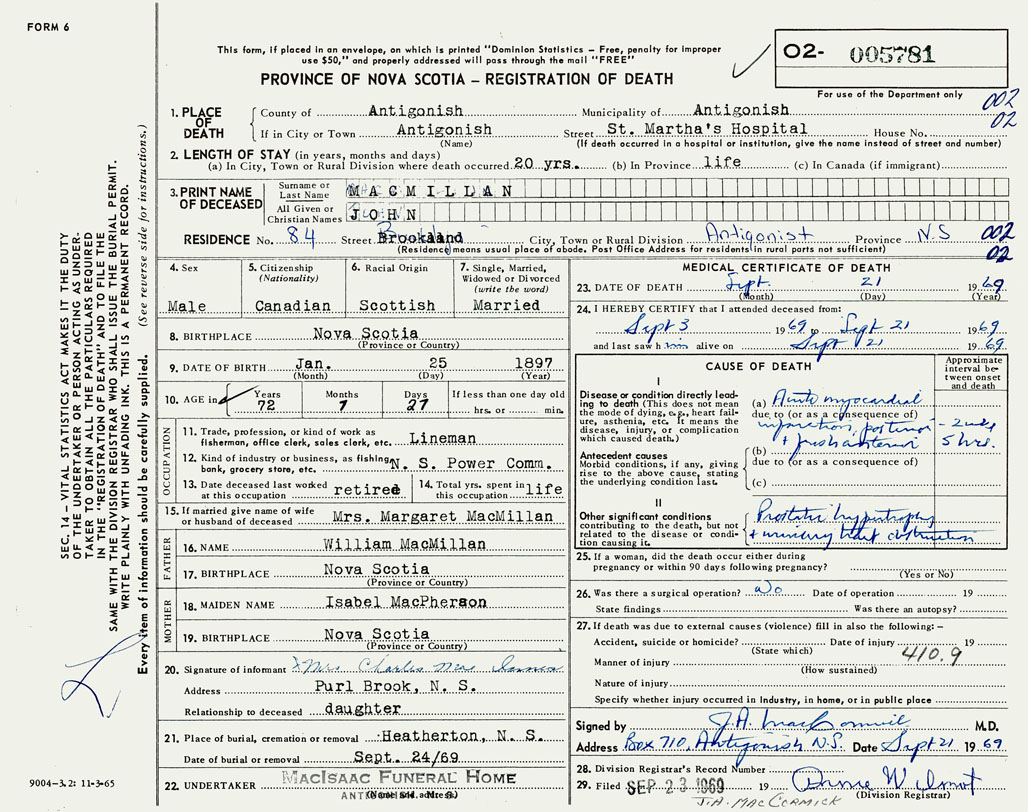 FORM 6
This form, if placed in an envelope, on which is printed "Dominion Statistics – Free, penalty for improper
use $50," and properly addressed will pass through the mail "FREE"
PROVINCE OF NOVA SCOTIA – REGISTRATION OF DEATH
O2- 005781
For use of the Department only
002
02
1. PLACE OF DEATH
County of Antigonish Municipality of Antigonish
If in City or Town Antigonish Street St. Martha's Hospital House No.
(Name) (If death occurred in a hospital or institution, give the name instead of street and number)
2. LENGTH OF STAY (in years, months and days)
(a) In City, Town or Rural Division where death occurred 20 yrs. (b) In Province life (c) In Canada (if immigrant)
3. PRINT NAME OF DECEASED
Surname or Last Name MACMILLAN
All Given or Christian Names JOHN
RESIDENCE No. 84 Street Brookland City, Town or Rural Division Antigonish Province N.S 002
(Residence means usual place of abode. Post Office Address for residents in rural parts not sufficient) 02
4. Sex Male
5. Citizenship (Nationality) Canadian
6. Racial Origin Scottish
7. Single, Married, Widowed or Divorced (write the word) Married
8. BIRTHPLACE Nova Scotia
(Province or Country)
9. DATE OF BIRTH Jan. 25 1897
(Month) (Day) (Year)
10. AGE in Years 72 Months 7 Days 27 If less than one day old hrs. or min.
OCCUPATION
11. Trade, profession, or kind of work as
fisherman, office clerk, sales clerk, etc. Lineman
12. Kind of industry or business, as fishing,
bank, grocery store, etc. N. S. Power Comm.
13. Date deceased last worked
at this occupation retired
14. Total yrs. spent in
this occupation life
15. If married give name of wife
or husband of deceased Mrs. Margaret MacMillan
FATHER
16. NAME William MacMillan
17. BIRTHPLACE Nova Scotia
(Province or Country)
MOTHER
18. MAIDEN NAME Isabel MacPherson
19. BIRTHPLACE Nova Scotia
(Province or Country)
20. Signature of informant Mrs Charles
Address Purl Brook, N. S.
Relationship to deceased daughter
21. Place of burial, cremation or removal Heatherton, N. S.
Date of burial or removal Sept. 24/69
22. UNDERTAKER MACISAAC FUNERAL HOME
(Name and address)
MEDICAL CERTIFICATE OF DEATH
23. DATE OF DEATH Sept. 21 1969
(Month) (Day) (Year)
24. I HEREBY CERTIFY that I attended deceased from:
Sept 3 1969 to Sept 21 1969
and last saw him alive on Sept 21 1969
CAUSE OF DEATH
Approximate interval between onset and death
I
Disease or condition directly leading to death (This does not mean
the mode of dying, e.g., heart failure, asthenia, etc. It means the
disease, injury, or complication
which caused death.)
(a) Acute myocardial
due to (or as a consequence of)
infarction, posterior - 2 wks
+ 5 hrs.
Antecedent causes
Morbid conditions, if any, giving
rise to the above cause, stating
the underlying condition last.
(b)
due to (or as a consequence of)
(c)
II
Other significant conditions
contributing to the death, but not
related to the disease or condition causing it.
Prostatic hypertrophy
+ urinary tract obstruction
25. If a woman, did the death occur either during
pregnancy or within 90 days following pregnancy?
(Yes or No)
26. Was there a surgical operation? No Date of operation 19
State findings Was there an autopsy?
27. If death was due to external causes (violence) fill in also the following:–
Accident, suicide or homicide? Date of injury 19
(State which) 410.9
Manner of injury
(How sustained)
Nature of injury
Specify whether injury occurred in Industry, in home, or in public place
Signed by J.A. MacCormick M.D.
Address Box 710, Antigonish N.S. Date Sept 21 1969
28. Division Registrar's Record Number
29. Filed SEP 23 1969 19
(Division Registrar)
J.A. MACCORMICK
SEC. 14 – VITAL STATISTICS ACT MAKES IT THE DUTY
OF THE UNDERTAKER OR PERSON ACTING AS UNDER-
TAKER TO OBTAIN ALL THE PARTICULARS REQUIRED
IN THE "REGISTRATION OF DEATH" AND TO FILE THE
SAME WITH THE DIVISION REGISTRAR WHO SHALL ISSUE THE BURIAL PERMIT.
WRITE PLAINLY WITH UNFADING INK. THIS IS A PERMANENT RECORD.
Every item of information should be carefully supplied. (See reverse side for instructions.)
9004-3.2: 11-3-65